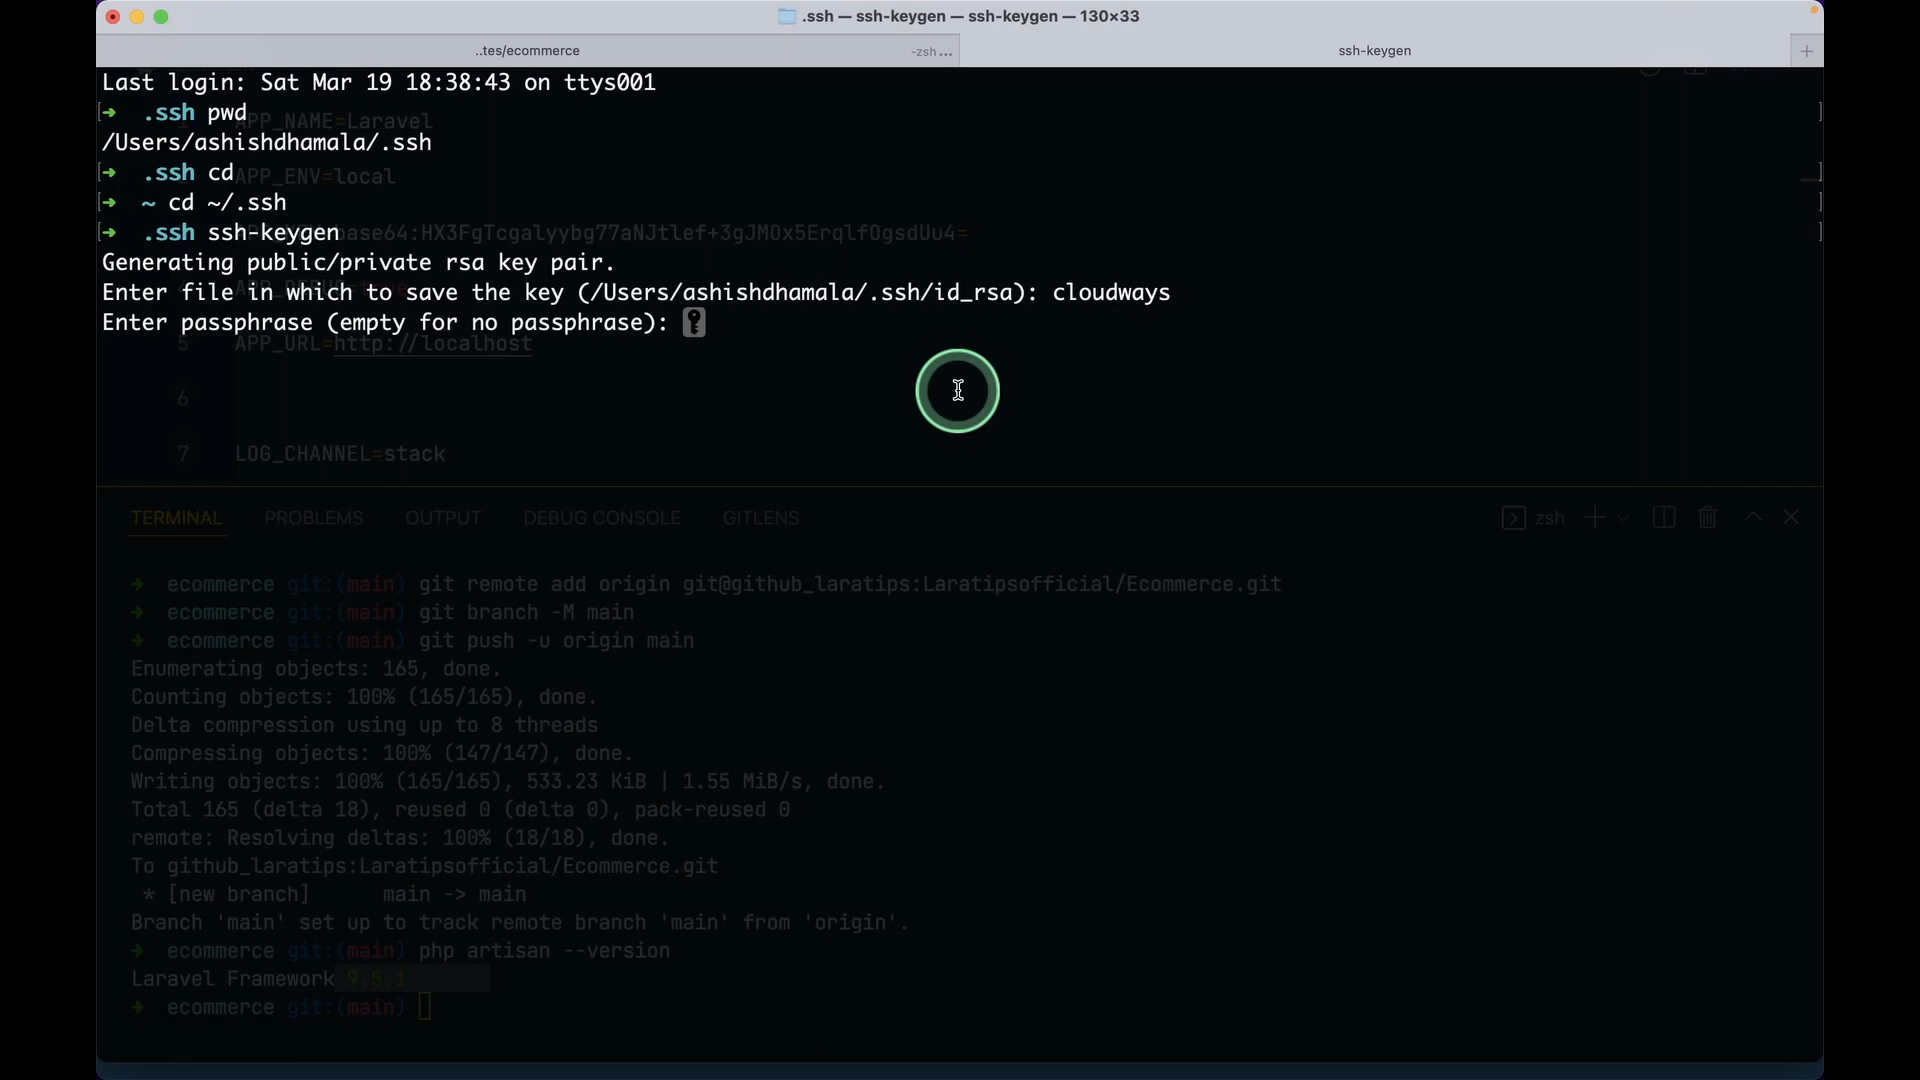 .ssh — ssh-keygen — ssh-keygen — 130×33
..tes/ecommerce -zsh ...
ssh-keygen
Last login: Sat Mar 19 18:38:43 on ttys001
[➜ .ssh pwd ]
/Users/ashishdhamala/.ssh
[➜ .ssh cd ]
[➜ ~ cd ~/.ssh ]
[➜ .ssh ssh-keygen ]
Generating public/private rsa key pair.
Enter file in which to save the key (/Users/ashishdhamala/.ssh/id_rsa): cloudways
Enter passphrase (empty for no passphrase):
APP_NAME=Laravel
APP_ENV=local
5 APP_URL=http://localhost
6
7 LOG_CHANNEL=stack
TERMINAL PROBLEMS OUTPUT DEBUG CONSOLE GITLENS zsh
➜ ecommerce git:(main) git remote add origin git@github_laratips:Laratipsofficial/Ecommerce.git
➜ ecommerce git:(main) git branch -M main
➜ ecommerce git:(main) git push -u origin main
Enumerating objects: 165, done.
Counting objects: 100% (165/165), done.
Delta compression using up to 8 threads
Compressing objects: 100% (147/147), done.
Writing objects: 100% (165/165), 533.23 KiB | 1.55 MiB/s, done.
Total 165 (delta 18), reused 0 (delta 0), pack-reused 0
remote: Resolving deltas: 100% (18/18), done.
To github_laratips:Laratipsofficial/Ecommerce.git
* [new branch] main -> main
Branch 'main' set up to track remote branch 'main' from 'origin'.
➜ ecommerce git:(main) php artisan --version
Laravel Framework 9.5.1
➜ ecommerce git:(main)